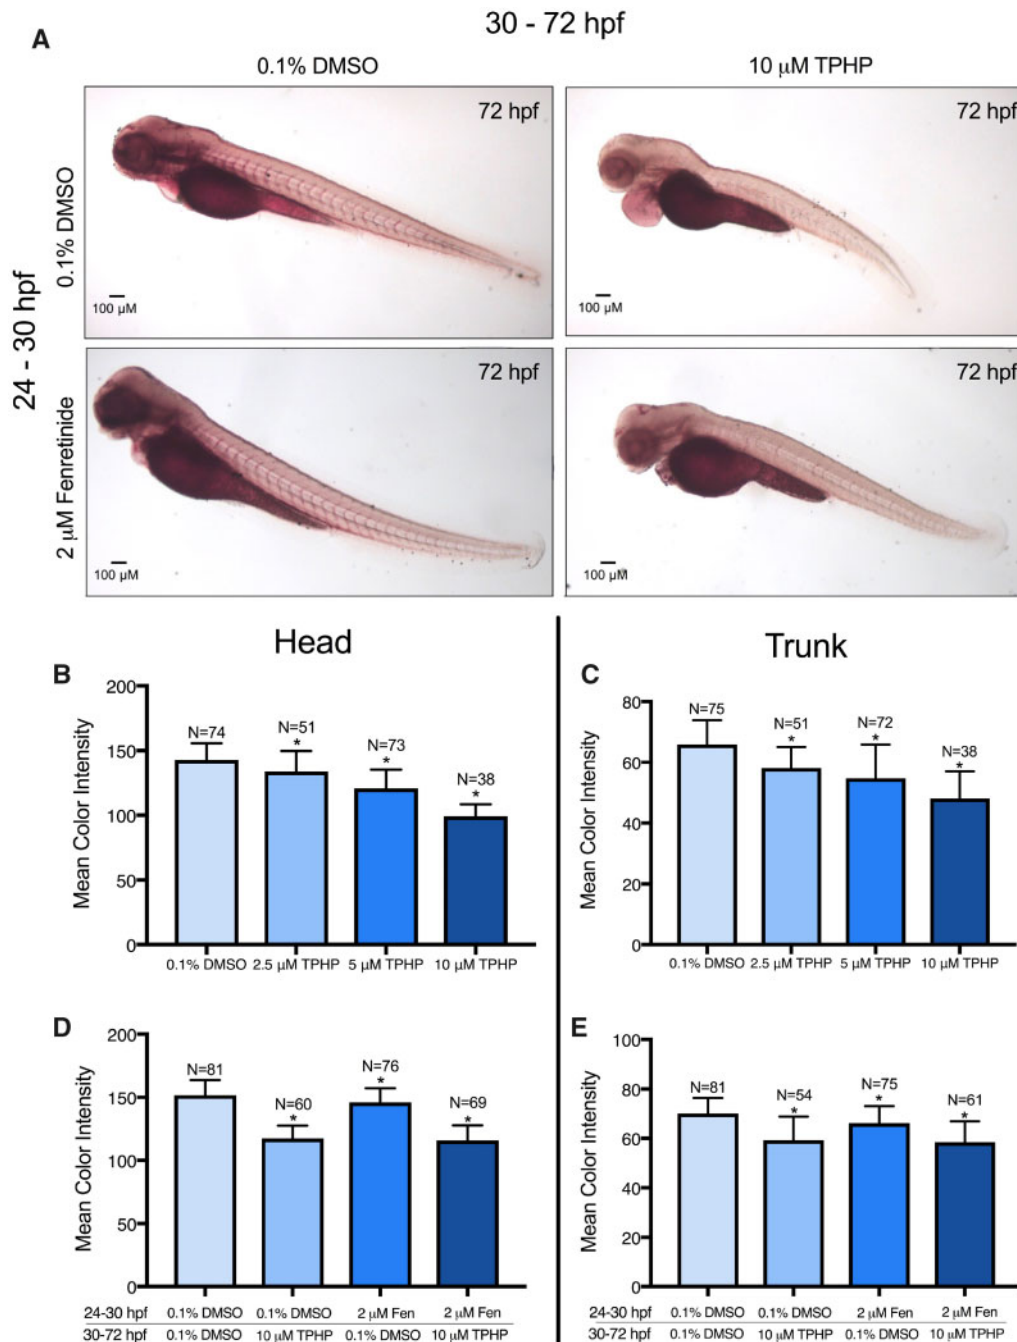 A
30 - 72 hpf
0.1% DMSO
10 μM TPHP
24 - 30 hpf
0.1% DMSO
72 hpf
100 μM
72 hpf
100 μM
2 μM Fenretinide
72 hpf
100 μM
72 hpf
100 μM
Head
Trunk
B
Mean Color Intensity
200
150
100
50
0
N=74
N=51
*
N=73
*
N=38
*
0.1% DMSO 2.5 μM TPHP 5 μM TPHP 10 μM TPHP
C
Mean Color Intensity
80
60
40
20
0
N=75
N=51
*
N=72
*
N=38
*
0.1% DMSO 2.5 μM TPHP 5 μM TPHP 10 μM TPHP
D
Mean Color Intensity
200
150
100
50
0
N=81
N=60
*
N=76
*
N=69
*
24-30 hpf 0.1% DMSO 0.1% DMSO 2 μM Fen 2 μM Fen
30-72 hpf 0.1% DMSO 10 μM TPHP 0.1% DMSO 10 μM TPHP
E
Mean Color Intensity
100
80
60
40
20
0
N=81
N=54
*
N=75
*
N=61
*
24-30 hpf 0.1% DMSO 0.1% DMSO 2 μM Fen 2 μM Fen
30-72 hpf 0.1% DMSO 10 μM TPHP 0.1% DMSO 10 μM TPHP